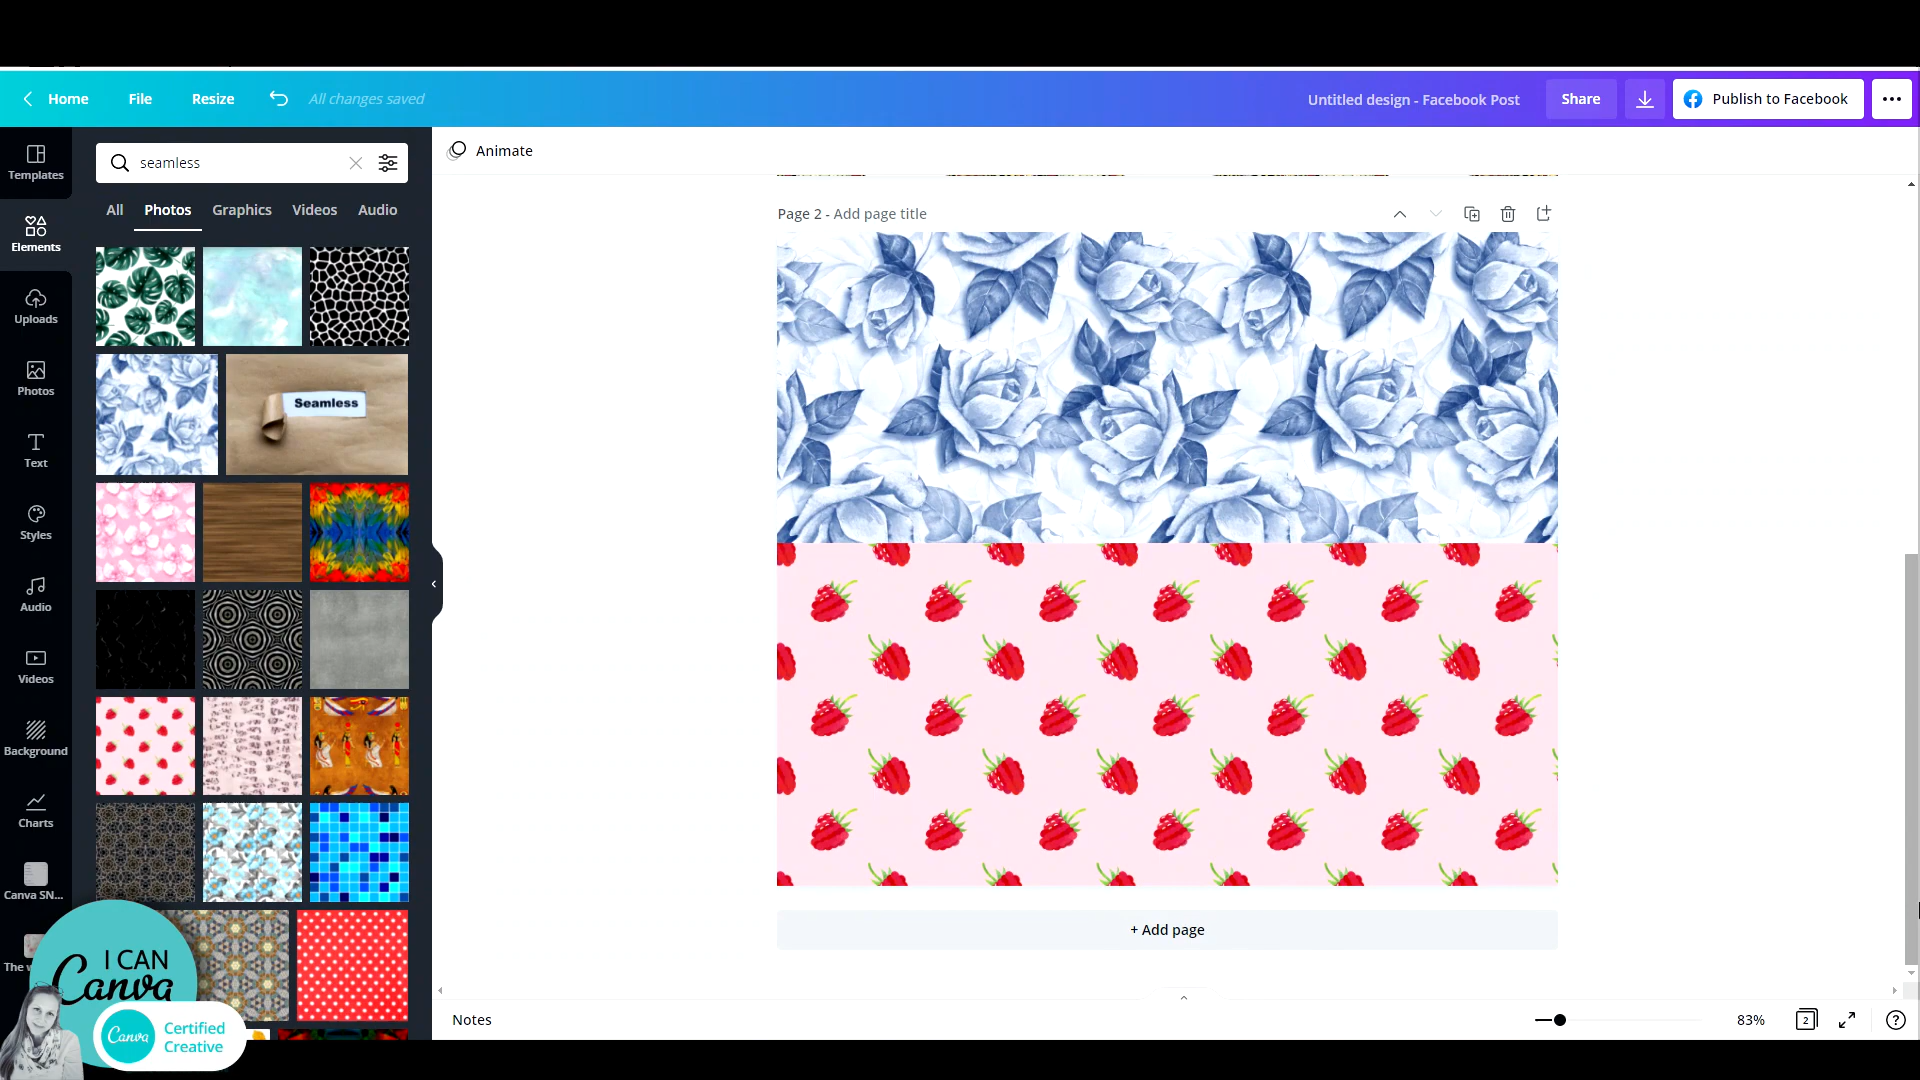 Home
File
Resize
All changes saved
Untitled design - Facebook Post
Share
Publish to Facebook
Templates
Elements
Uploads
Photos
Text
Styles
Audio
Videos
Background
Charts
Canva SN...
seamless
All
Photos
Graphics
Videos
Audio
Seamless
Animate
Page 2 - Add page title
+ Add page
Notes
83%
2
I CAN
Canva
Canva
Certified
Creative